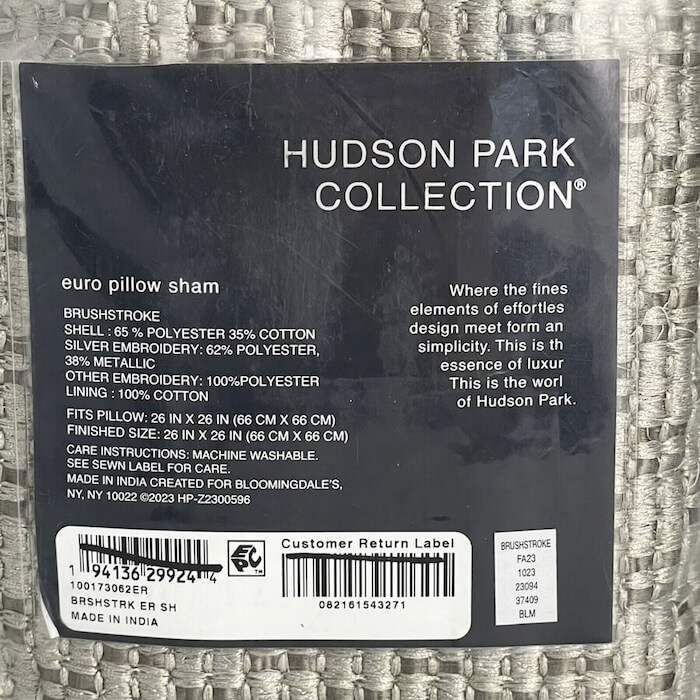 HUDSON PARK
COLLECTION®
euro pillow sham
BRUSHSTROKE
SHELL : 65 % POLYESTER 35% COTTON
SILVER EMBROIDERY: 62% POLYESTER,
38% METALLIC
OTHER EMBROIDERY: 100%POLYESTER
LINING : 100% COTTON
FITS PILLOW: 26 IN X 26 IN (66 CM X 66 CM)
FINISHED SIZE: 26 IN X 26 IN (66 CM X 66 CM)
CARE INSTRUCTIONS: MACHINE WASHABLE.
SEE SEWN LABEL FOR CARE.
MADE IN INDIA CREATED FOR BLOOMINGDALE'S,
NY, NY 10022 ©2023 HP-Z2300596
Where the fines
elements of effortles
design meet form an
simplicity. This is th
essence of luxur
This is the worl
of Hudson Park.
1 94136 29924 4
100173062ER
BRSHSTRK ER SH
MADE IN INDIA
EPC™
Customer Return Label
082161543271
BRUSHSTROKE
FA23
1023
23094
37409
BLM